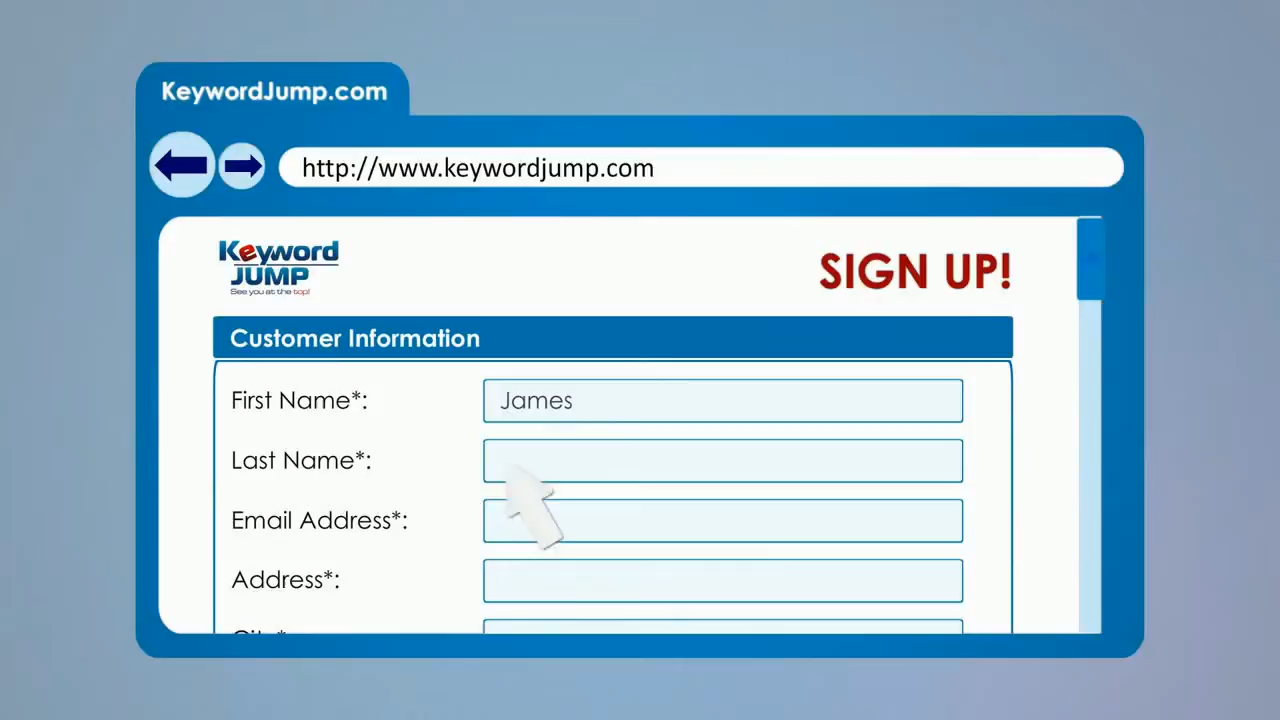 KeywordJump.com
http://www.keywordjump.com
Keyword
JUMP
See you at the top!
SIGN UP!
Customer Information
First Name*:
James
Last Name*:
Email Address*:
Address*: